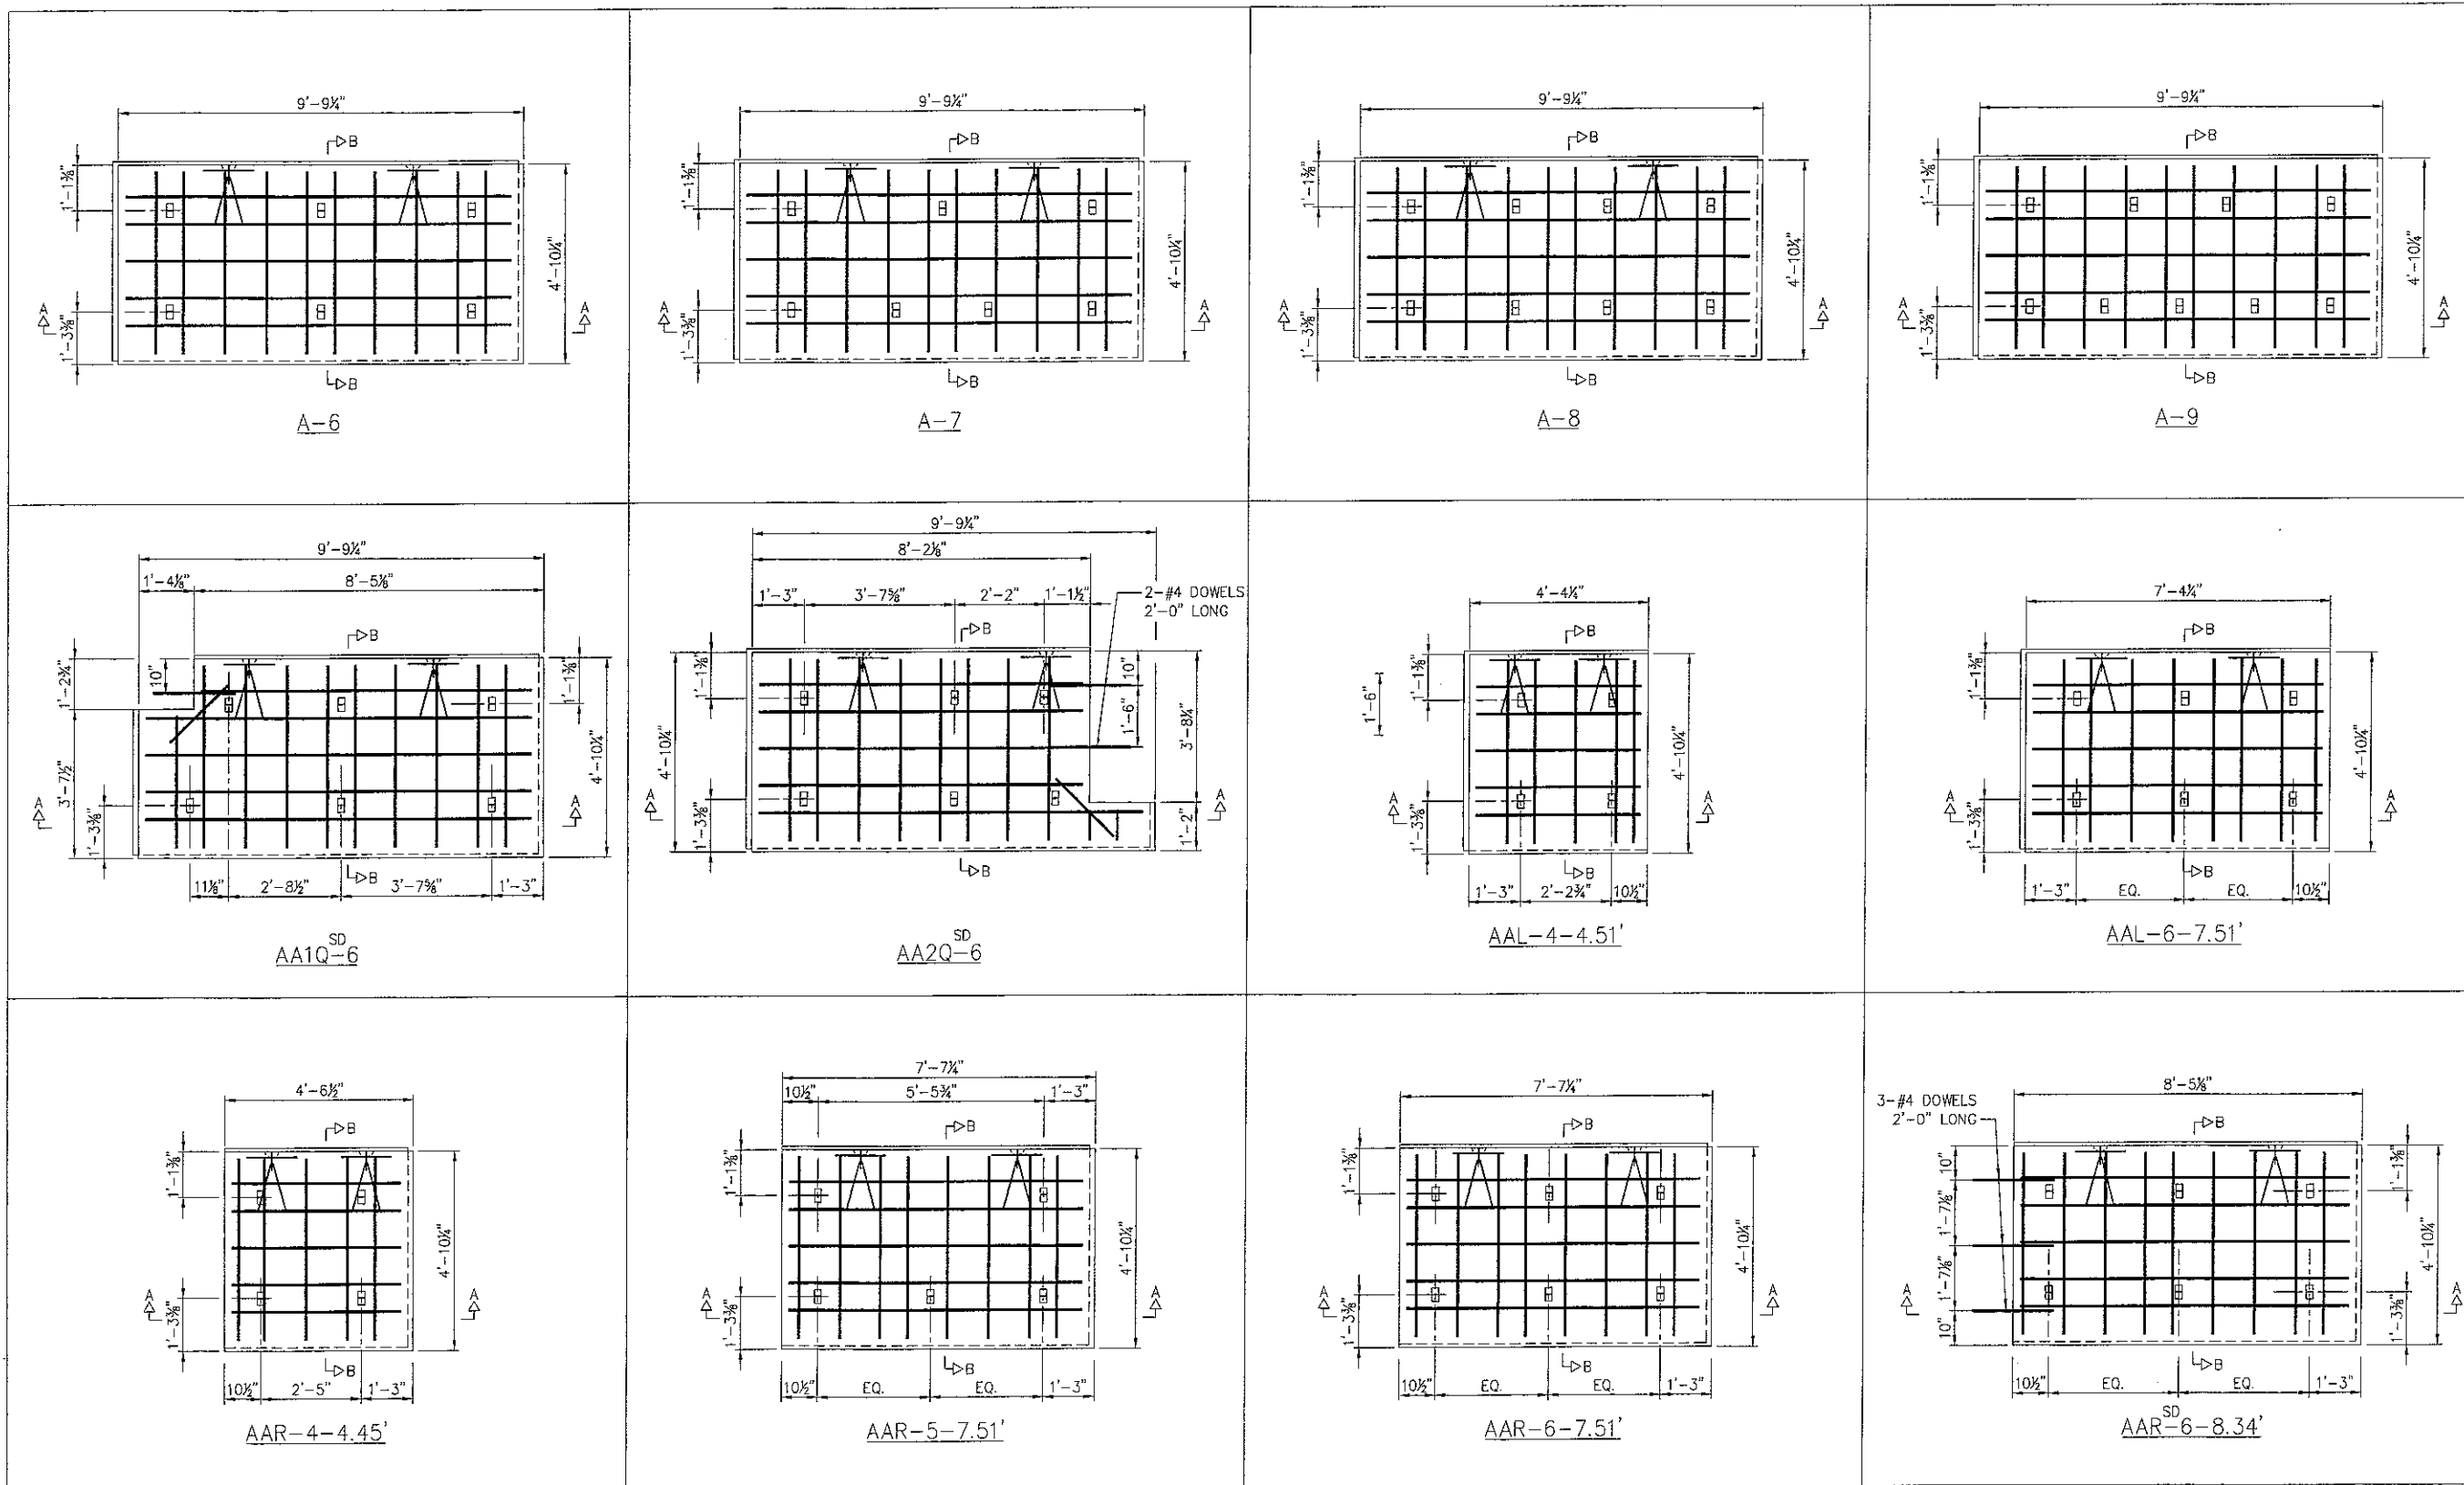 9'-9¼"
B
1'-1⅜"
4'-10¼"
A
A
1'-3⅜"
B
A-6
9'-9¼"
B
1'-1⅜"
4'-10¼"
A
A
1'-3⅜"
B
A-7
9'-9¼"
B
1'-1⅜"
4'-10¼"
A
A
1'-3⅜"
B
A-8
9'-9¼"
B
1'-1⅜"
4'-10¼"
A
A
1'-3⅜"
B
A-9
9'-9¼"
1'-4⅛"
8'-5⅛"
B
1'-2¾"
10"
1'-1⅜"
3'-7½"
4'-10¼"
A
A
1'-3⅜"
B
11⅛"
2'-8½"
3'-7⅝"
1'-3"
SD
AA1Q-6
9'-9¼"
8'-2⅛"
1'-3"
3'-7⅝"
2'-2"
1'-1½"
2-#4 DOWELS
2'-0" LONG
B
1'-1⅜"
10"
1'-6"
3'-8¼"
4'-10¼"
A
A
1'-3⅜"
1'-2"
B
SD
AA2Q-6
4'-4¼"
B
1'-6"
1'-1⅜"
4'-10¼"
A
A
1'-3⅜"
B
1'-3"
2'-2¾"
10½"
AAL-4-4.51'
7'-4¼"
B
1'-1⅜"
4'-10¼"
A
A
1'-3⅜"
B
1'-3"
EQ.
EQ.
10½"
AAL-6-7.51'
4'-6½"
B
1'-1⅜"
4'-10¼"
A
A
1'-3⅜"
B
10½"
2'-5"
1'-3"
AAR-4-4.45'
7'-7¼"
10½"
5'-5¾"
1'-3"
B
1'-1⅜"
4'-10¼"
A
A
1'-3⅜"
B
10½"
EQ.
EQ.
1'-3"
AAR-5-7.51'
7'-7¼"
B
1'-1⅜"
4'-10¼"
A
A
1'-3⅜"
B
10½"
EQ.
EQ.
1'-3"
AAR-6-7.51'
8'-5⅛"
3-#4 DOWELS
2'-0" LONG
B
10"
1'-1⅜"
1'-7⅛"
4'-10¼"
1'-7⅛"
A
A
10"
1'-3⅜"
B
10½"
EQ.
EQ.
1'-3"
SD
AAR-6-8.34'